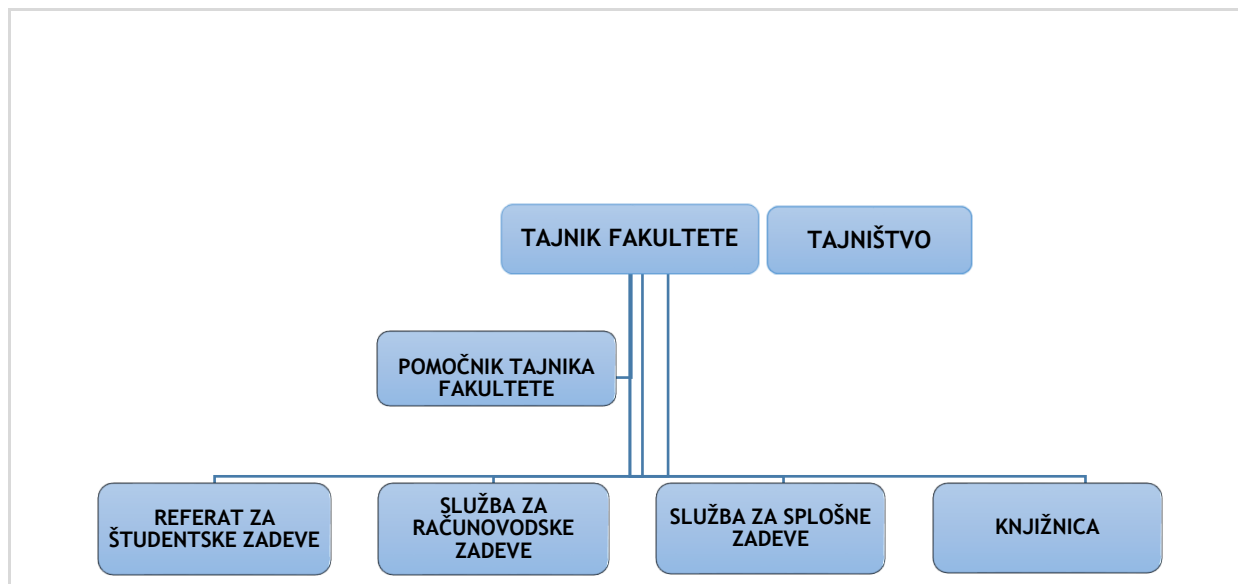 TAJNIK FAKULTETE
TAJNIŠTVO
POMOČNIK TAJNIKA
FAKULTETE
REFERAT ZA
ŠTUDENTSKE ZADEVE
SLUŽBA ZA
RAČUNOVODSKE
ZADEVE
SLUŽBA ZA SPLOŠNE
ZADEVE
KNJIŽNICA